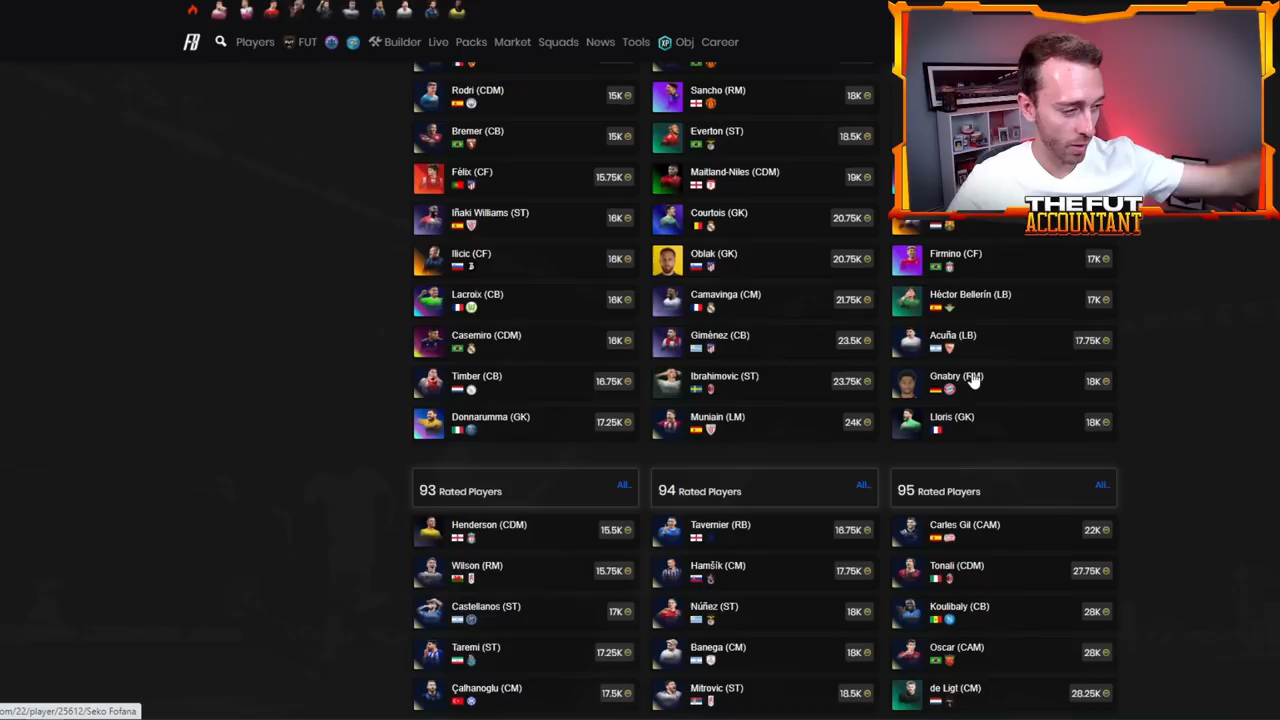 FB
Players
FUT
Builder
Live
Packs
Market
Squads
News
Tools
XP
Obj
Career
Rodri (CDM)
15K
Bremer (CB)
15K
Félix (CF)
15.75K
Iñaki Williams (ST)
16K
Ilicic (CF)
16K
Lacroix (CB)
16K
Casemiro (CDM)
16K
Timber (CB)
16.75K
Donnarumma (GK)
17.25K
Sancho (RM)
18K
Everton (ST)
18.5K
Maitland-Niles (CDM)
19K
Courtois (GK)
20.75K
Oblak (GK)
20.75K
Camavinga (CM)
21.75K
Giménez (CB)
23.5K
Ibrahimovic (ST)
23.75K
Muniain (LM)
24K
THE FUT
ACCOUNTANT
Firmino (CF)
17K
Héctor Bellerín (LB)
17K
Acuña (LB)
17.75K
Gnabry (RM)
18K
Lloris (GK)
18K
93 Rated Players
All..
Henderson (CDM)
15.5K
Wilson (RM)
15.75K
Castellanos (ST)
17K
Taremi (ST)
17.25K
Çalhanoglu (CM)
17.5K
94 Rated Players
All..
Tavernier (RB)
16.75K
Hamšík (CM)
17.75K
Núñez (ST)
18K
Banega (CM)
18K
Mitrovic (ST)
18.5K
95 Rated Players
All..
Carles Gil (CAM)
22K
Tonali (CDM)
27.75K
Koulibaly (CB)
28K
Oscar (CAM)
28K
de Ligt (CM)
28.25K
om/22/player/25612/Seko Fofana